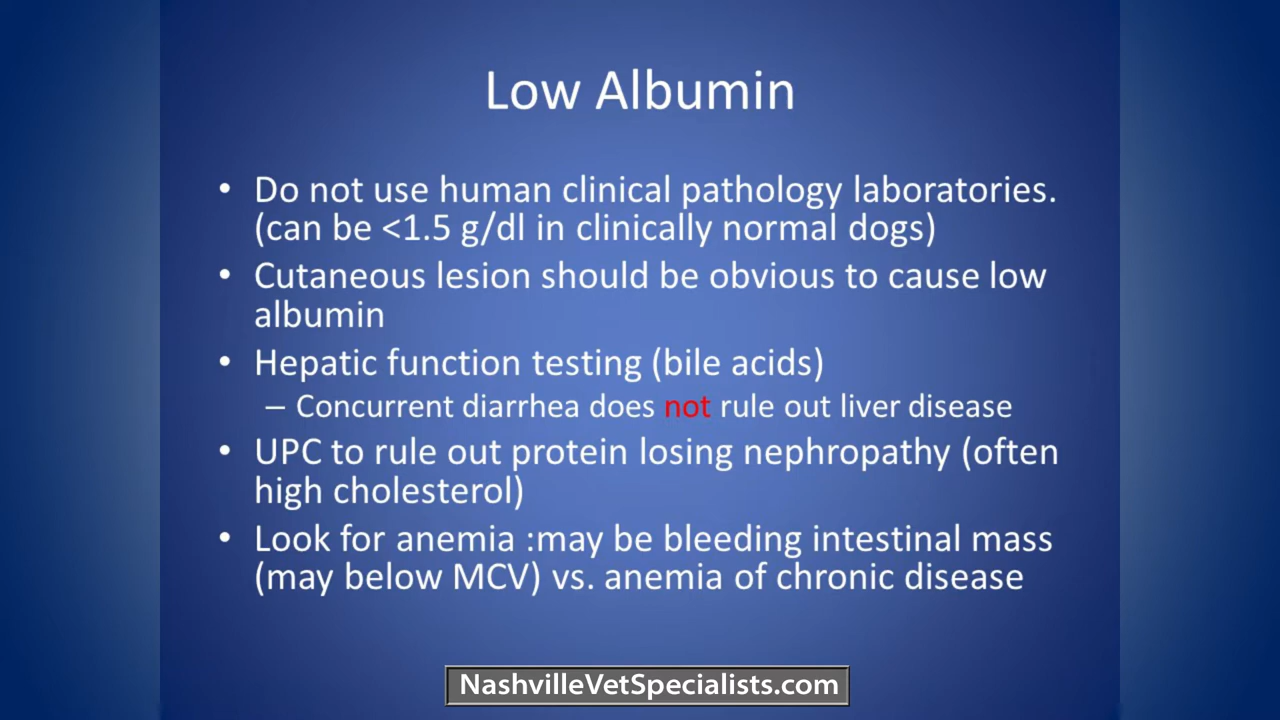 Low Albumin
• Do not use human clinical pathology laboratories.
(can be <1.5 g/dl in clinically normal dogs)
• Cutaneous lesion should be obvious to cause low
albumin
• Hepatic function testing (bile acids)
– Concurrent diarrhea does not rule out liver disease
• UPC to rule out protein losing nephropathy (often
high cholesterol)
• Look for anemia :may be bleeding intestinal mass
(may below MCV) vs. anemia of chronic disease
NashvilleVetSpecialists.com